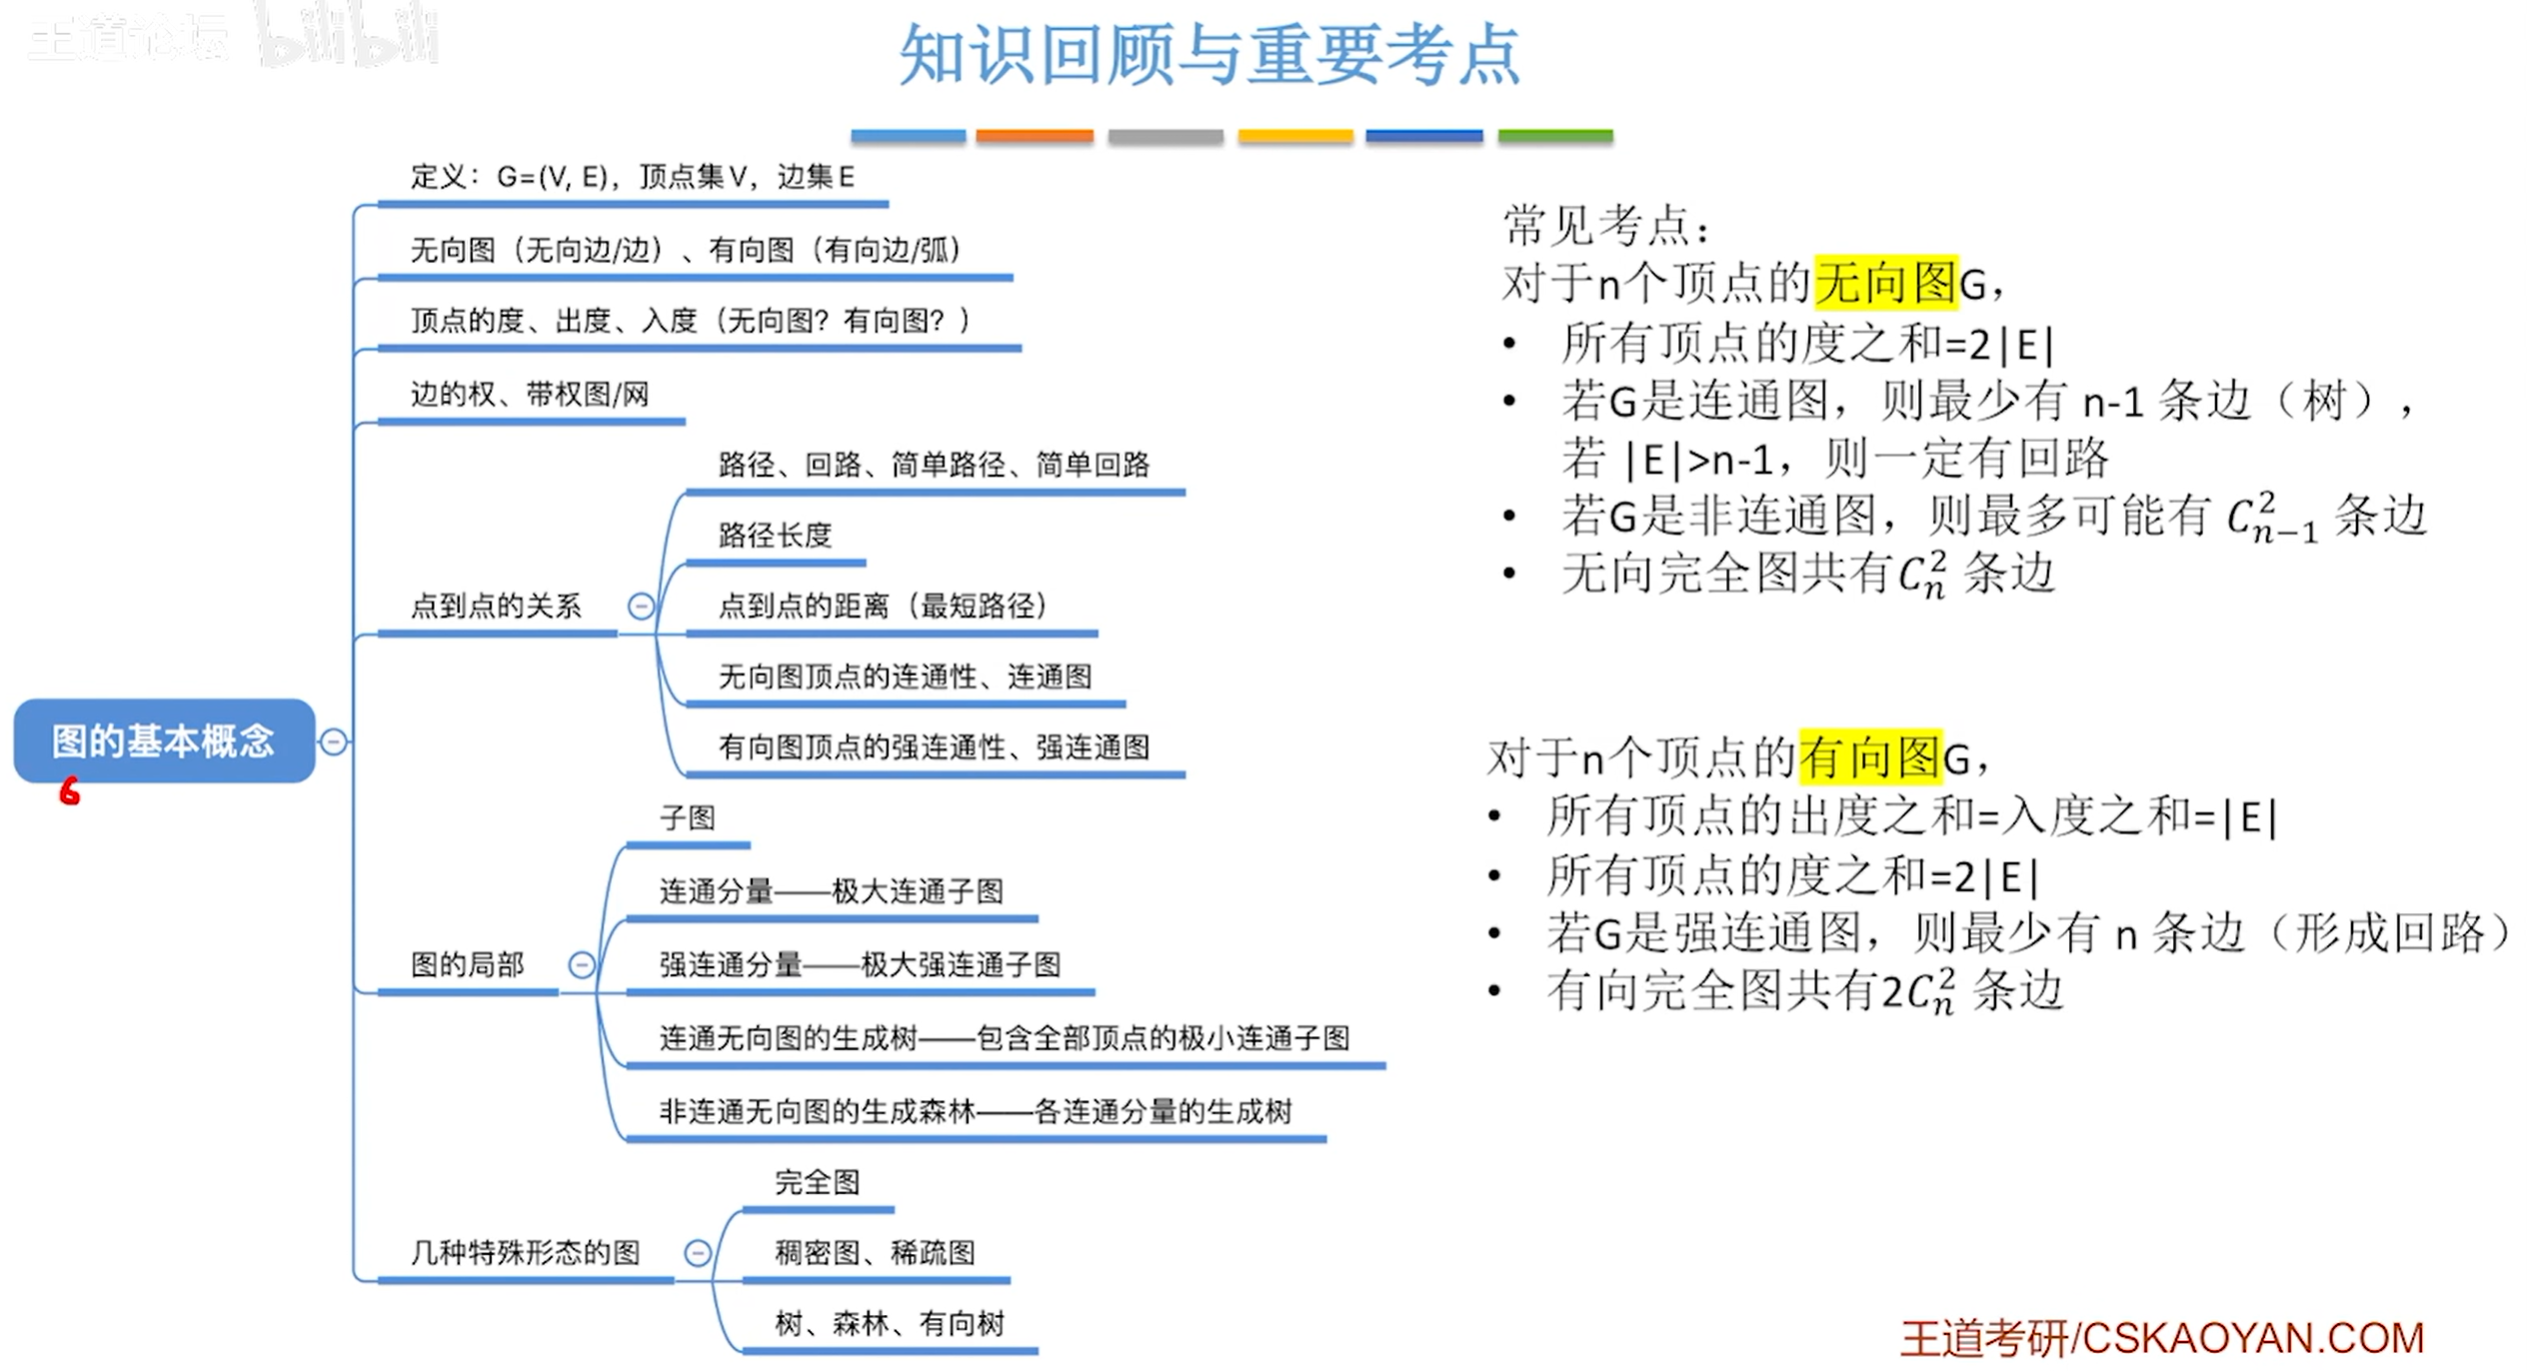 王道论坛 bilibili
知识回顾与重要考点
图的基本概念
定义：G=(V, E)，顶点集V，边集E
无向图（无向边/边）、有向图（有向边/弧）
顶点的度、出度、入度（无向图？有向图？）
边的权、带权图/网
点到点的关系
路径、回路、简单路径、简单回路
路径长度
点到点的距离（最短路径）
无向图顶点的连通性、连通图
有向图顶点的强连通性、强连通图
图的局部
子图
连通分量——极大连通子图
强连通分量——极大强连通子图
连通无向图的生成树——包含全部顶点的极小连通子图
非连通无向图的生成森林——各连通分量的生成树
几种特殊形态的图
完全图
稠密图、稀疏图
树、森林、有向树
常见考点：
对于n个顶点的无向图G，
• 所有顶点的度之和=2|E|
• 若G是连通图，则最少有 n-1 条边（树），
若 |E|>n-1，则一定有回路
• 若G是非连通图，则最多可能有 $C_{n-1}^2$ 条边
• 无向完全图共有$C_n^2$ 条边
对于n个顶点的有向图G，
• 所有顶点的出度之和=入度之和=|E|
• 所有顶点的度之和=2|E|
• 若G是强连通图，则最少有 n 条边（形成回路）
• 有向完全图共有2$C_n^2$ 条边
王道考研/CSKAOYAN.COM